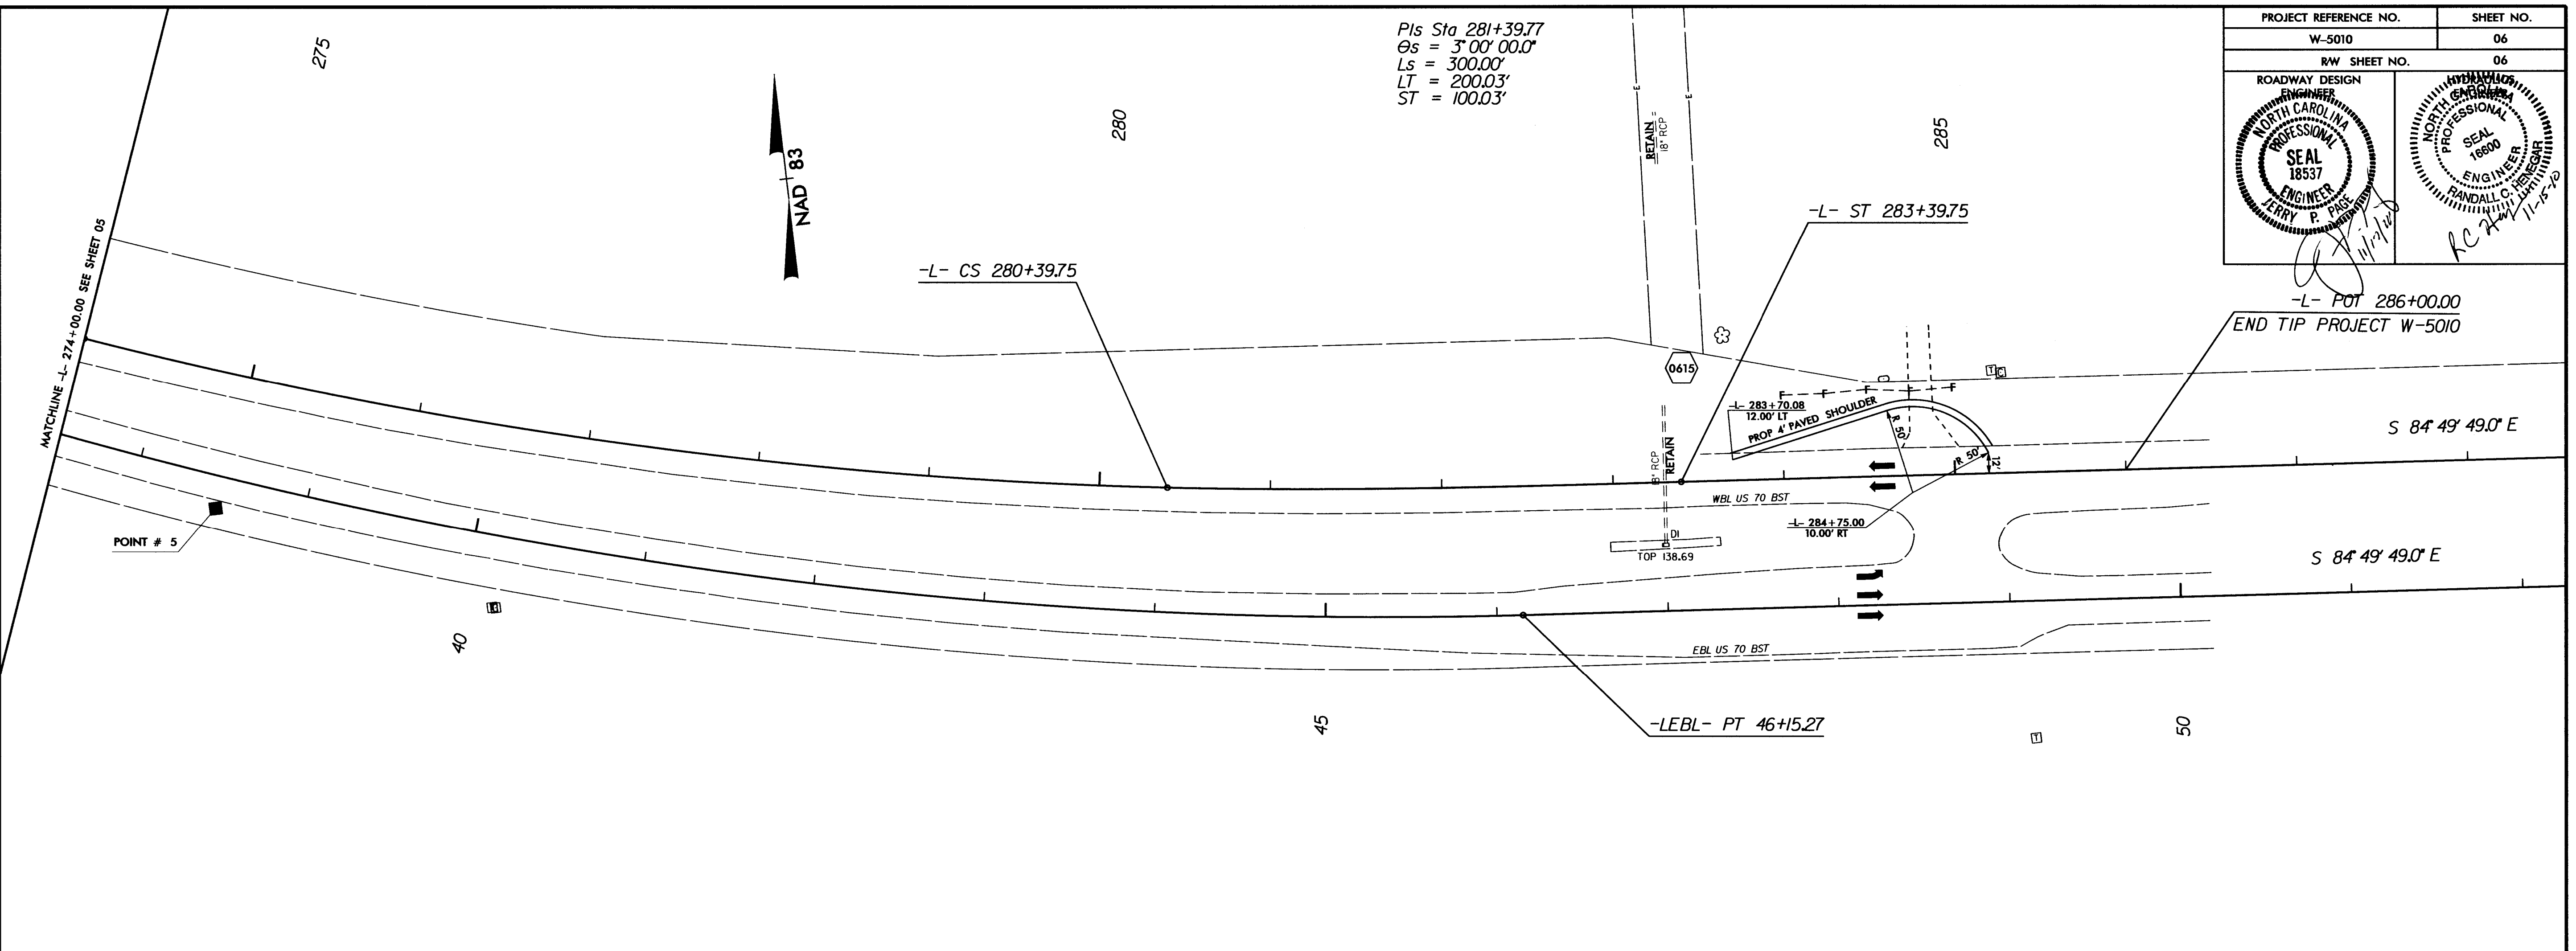 PROJECT REFERENCE NO.
SHEET NO.
W-5010
06
R/W SHEET NO.
06
ROADWAY DESIGN
ENGINEER
HYDRAULICS
ENGINEER
NORTH CAROLINA
PROFESSIONAL
SEAL
18537
ENGINEER
JERRY P. PAGE
NORTH CAROLINA
PROFESSIONAL
SEAL
16600
ENGINEER
RANDALL C. HENEGAR
11-15-10
PIs Sta 281+39.77
Θs = 3°00' 00.0"
Ls = 300.00'
LT = 200.03'
ST = 100.03'
275
280
285
NAD 83
MATCHLINE -L- 274+00.00 SEE SHEET 05
E
E
RETAIN
18" RCP
-L- CS 280+39.75
-L- ST 283+39.75
-L- POT 286+00.00
END TIP PROJECT W-5010
0615
C
T
C
F
F
F
F
F
-L- 283+70.08
12.00' LT
PROP 4' PAVED SHOULDER
R 50'
R 50'
12'
S 84° 49' 49.0" E
WBL US 70 BST
18" RCP
RETAIN
-L- 284+75.00
10.00' RT
DI
TOP 138.69
S 84° 49' 49.0" E
POINT # 5
40
EBL US 70 BST
-LEBL- PT 46+15.27
45
50
T